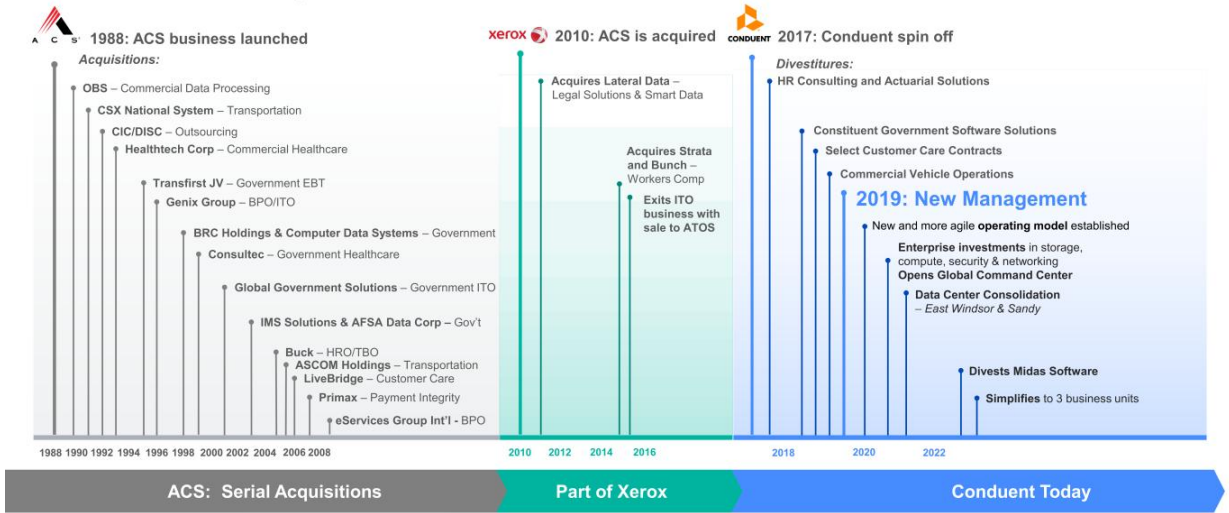 A C S
1988: ACS business launched
Acquisitions:
OBS – Commercial Data Processing
CSX National System – Transportation
CIC/DISC – Outsourcing
Healthtech Corp – Commercial Healthcare
Transfirst JV – Government EBT
Genix Group – BPO/ITO
BRC Holdings & Computer Data Systems – Government
Consultec – Government Healthcare
Global Government Solutions – Government ITO
IMS Solutions & AFSA Data Corp – Gov't
Buck – HRO/TBO
ASCOM Holdings – Transportation
LiveBridge – Customer Care
Primax – Payment Integrity
eServices Group Int'l - BPO
1988 1990 1992 1994 1996 1998 2000 2002 2004 2006 2008
ACS: Serial Acquisitions
xerox
2010: ACS is acquired
Acquires Lateral Data –
Legal Solutions & Smart Data
Acquires Strata
and Bunch –
Workers Comp
Exits ITO
business with
sale to ATOS
2010 2012 2014 2016
Part of Xerox
CONDUENT
2017: Conduent spin off
Divestitures:
HR Consulting and Actuarial Solutions
Constituent Government Software Solutions
Select Customer Care Contracts
Commercial Vehicle Operations
2019: New Management
New and more agile operating model established
Enterprise investments in storage,
compute, security & networking
Opens Global Command Center
Data Center Consolidation
– East Windsor & Sandy
Divests Midas Software
Simplifies to 3 business units
2018 2020 2022
Conduent Today